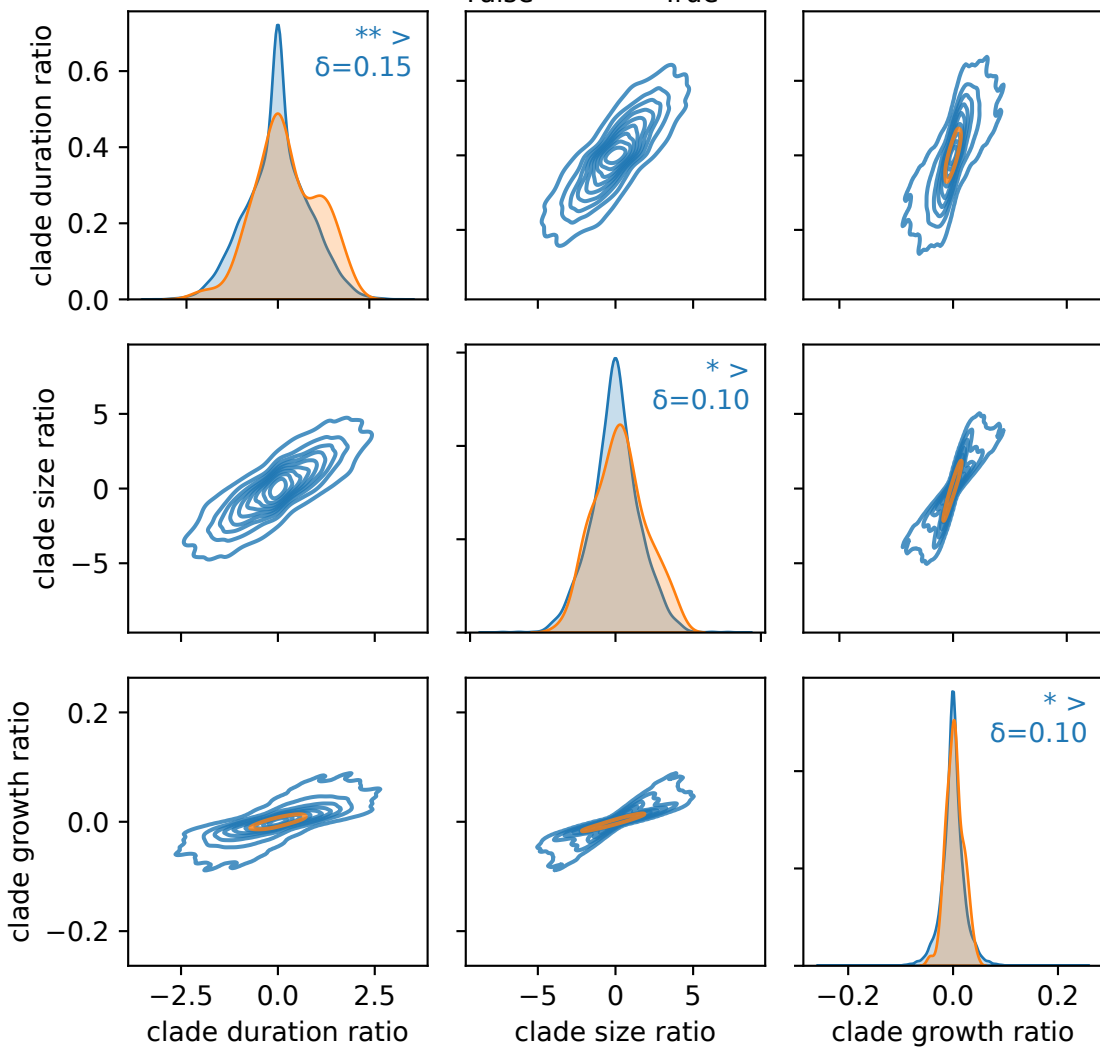 clade duration ratio
0.6
0.4
0.2
0.0
** >
δ=0.15
clade size ratio
5
0
−5
* >
δ=0.10
clade growth ratio
0.2
0.0
−0.2
* >
δ=0.10
−2.5 0.0 2.5
−5 0 5
−0.2 0.0 0.2
clade duration ratio
clade size ratio
clade growth ratio